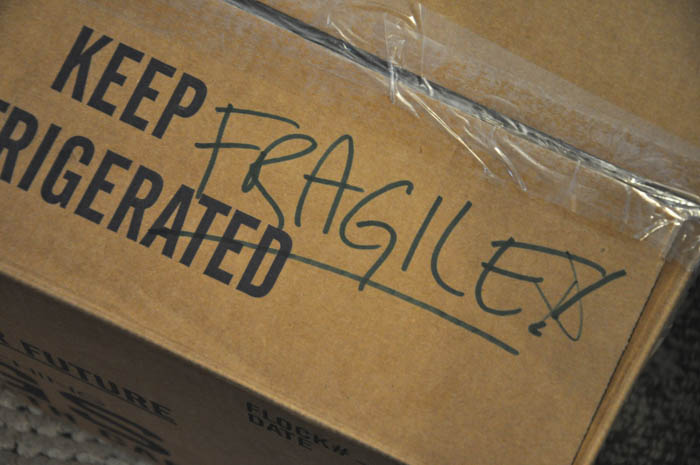 KEEP
RIGERATED
FRAGILE!
FUTURE
FLOCK#
DATE